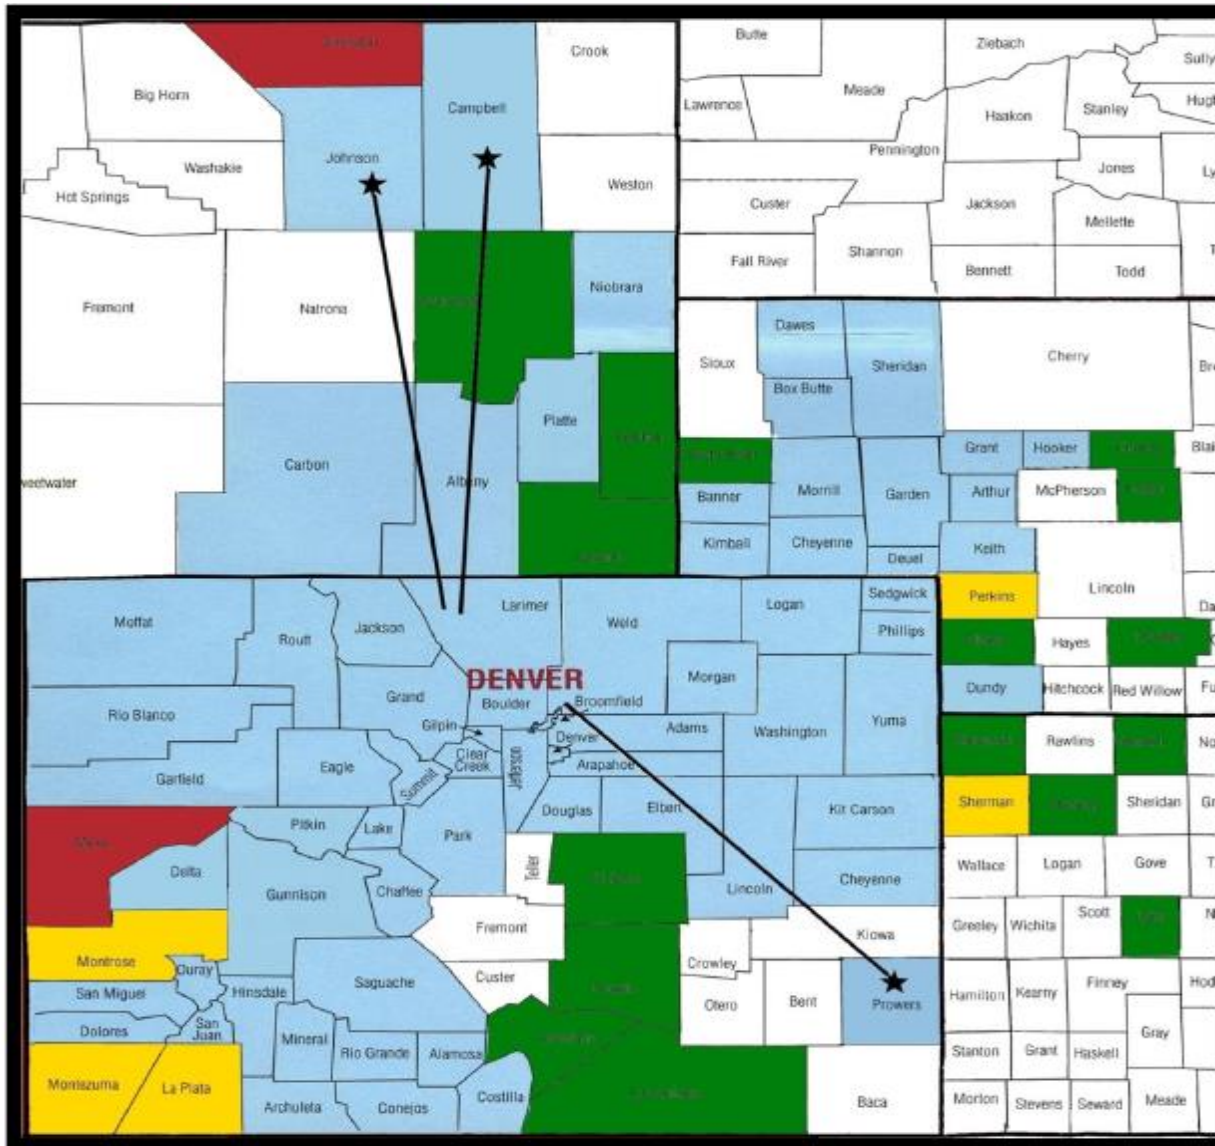 Crook
Big Horn
Campbell
Johnson
Washakie
Weston
Hot Springs
Fremont
Natrona
Niobrara
Platte
Carbon
Albany
weetwater
Butte
Ziebach
Sully
Meade
Lawrence
Haakon
Stanley
Hugh
Pennington
Jones
Ly
Custer
Jackson
Mellette
Shannon
Fall River
Bennett
Todd
Dawes
Sioux
Sheridan
Cherry
Box Butte
Grant
Hooker
Blai
Banner
Morrill
Garden
Arthur
McPherson
Kimball
Cheyenne
Deuel
Keith
Perkins
Lincoln
Da
Hayes
Dundy
Hitchcock
Red Willow
Fu
Moffat
Routt
Jackson
Larimer
Weld
Logan
Sedgwick
Phillips
DENVER
Morgan
Rio Blanco
Grand
Boulder
Broomfield
Gilpin
Denver
Adams
Washington
Yuma
Garfield
Eagle
Summit
Clear
Creek
Jefferson
Arapahoe
Douglas
Elbert
Kit Carson
Pitkin
Lake
Park
Delta
Gunnison
Chaffee
Teller
Lincoln
Cheyenne
Fremont
Kiowa
Montrose
Ouray
Saguache
Custer
Crowley
San Miguel
Hinsdale
Otero
Bent
Prowers
Dolores
San
Juan
Mineral
Rio Grande
Alamosa
Montezuma
La Plata
Archuleta
Conejos
Costilla
Baca
Rawlins
No
Sherman
Sheridan
Gr
Wallace
Logan
Gove
Greeley
Wichita
Scott
Hamilton
Kearny
Finney
Hod
Gray
Stanton
Grant
Haskell
Morton
Stevens
Seward
Meade